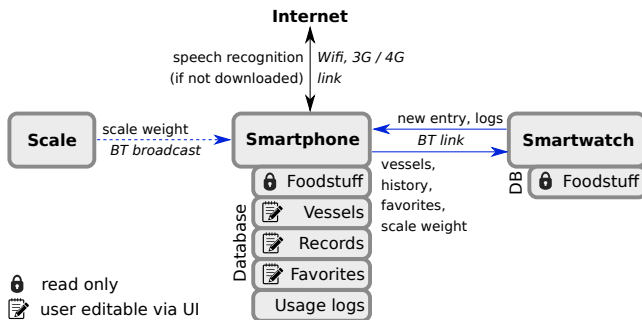 Internet
speech recognition
(if not downloaded)
Wifi, 3G / 4G
link
Scale
scale weight
BT broadcast
Smartphone
new entry, logs
BT link
Smartwatch
vessels,
history,
favorites,
scale weight
DB
Foodstuff
Database
Foodstuff
Vessels
Records
Favorites
Usage logs
read only
user editable via UI